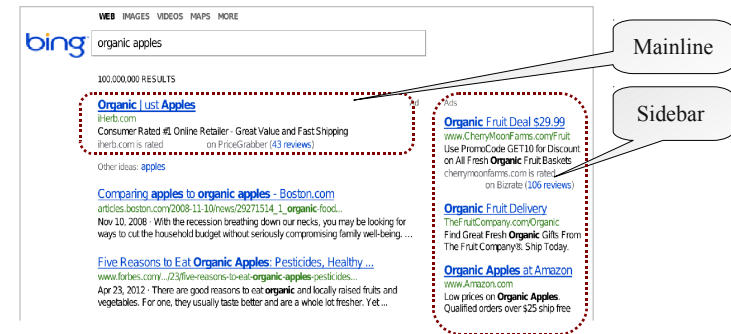 WEB IMAGES VIDEOS MAPS MORE
bing
organic apples
100,000,000 RESULTS
Organic | ust Apples
Ad
iHerb.com
Consumer Rated #1 Online Retailer · Great Value and Fast Shipping
iherb.com is rated on PriceGrabber (43 reviews)
Other ideas: apples
Comparing apples to organic apples - Boston.com
articles.boston.com/2008-11-10/news/29271514_1_organic-food...
Nov 10, 2008 · With the recession breathing down our necks, you may be looking for
ways to cut the household budget without seriously compromising family well-being. ...
Five Reasons to Eat Organic Apples: Pesticides, Healthy ...
www.forbes.com/.../23/five-reasons-to-eat-organic-apples-pesticides...
Apr 23, 2012 · There are good reasons to eat organic and locally raised fruits and
vegetables. For one, they usually taste better and are a whole lot fresher. Yet ...
Ads
Organic Fruit Deal $29.99
www.CherryMoonFarms.com/Fruit
Use PromoCode GET10 for Discount
on All Fresh Organic Fruit Baskets
cherrymoonfarms.com is rated
on Bizrate (106 reviews)
Organic Fruit Delivery
TheFruitCompany.com/Organic
Find Great Fresh Organic Gifts From
The Fruit Company®. Ship Today.
Organic Apples at Amazon
www.Amazon.com
Low prices on Organic Apples.
Qualified orders over $25 ship free
Mainline
Sidebar